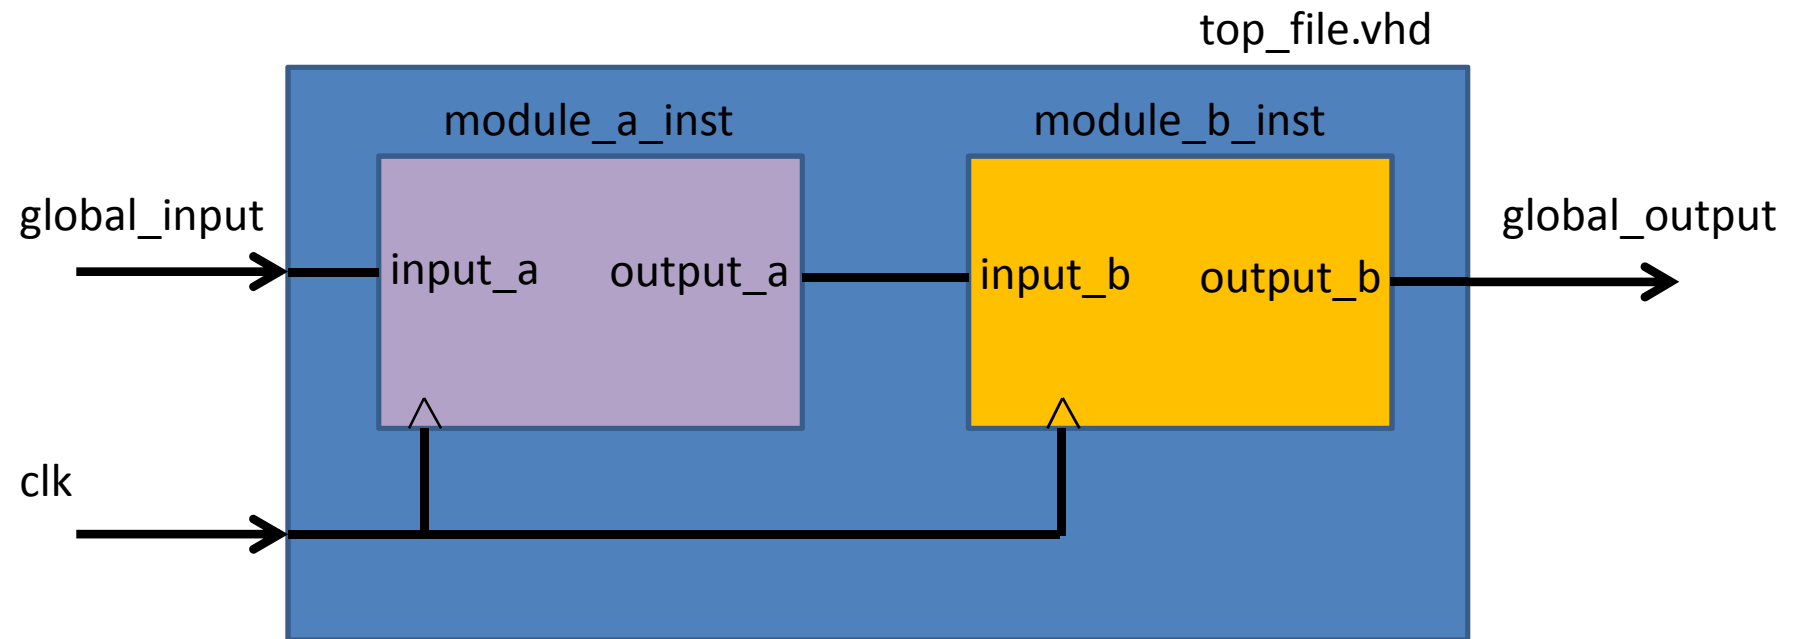 top_file.vhd
module_a_inst
module_b_inst
global_input
global_output
input_a
output_a
input_b
output_b
clk